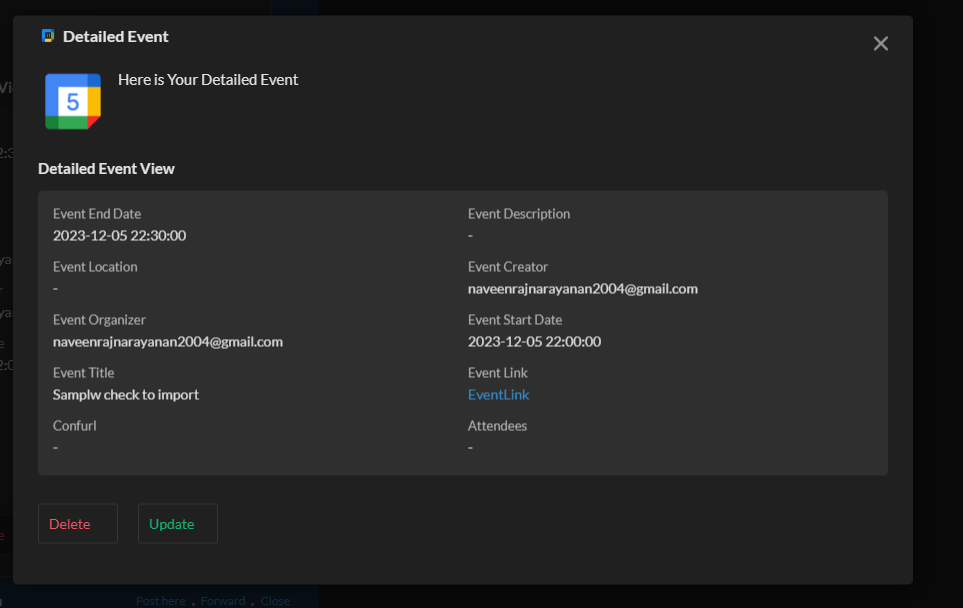 Detailed Event
5
Here is Your Detailed Event
Detailed Event View
Event End Date
2023-12-05 22:30:00
Event Description
-
Event Location
-
Event Creator
naveenrajnarayanan2004@gmail.com
Event Organizer
naveenrajnarayanan2004@gmail.com
Event Start Date
2023-12-05 22:00:00
Event Title
Samplw check to import
Event Link
EventLink
Confurl
-
Attendees
-
Delete
Update
Post here . Forward . Close